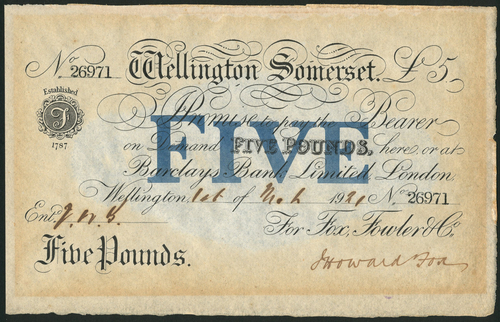 No 26971 Wellington Somerset. £5
Established
F
1787
I Promise to pay the Bearer
on Demand FIVE POUNDS, here, or at
FIVE
Barclays Bank Limited London
Wellington 1st of March 1921 No 26971
Ent.
For Fox, Fowler & Co.
Five Pounds.
J Howard Fox